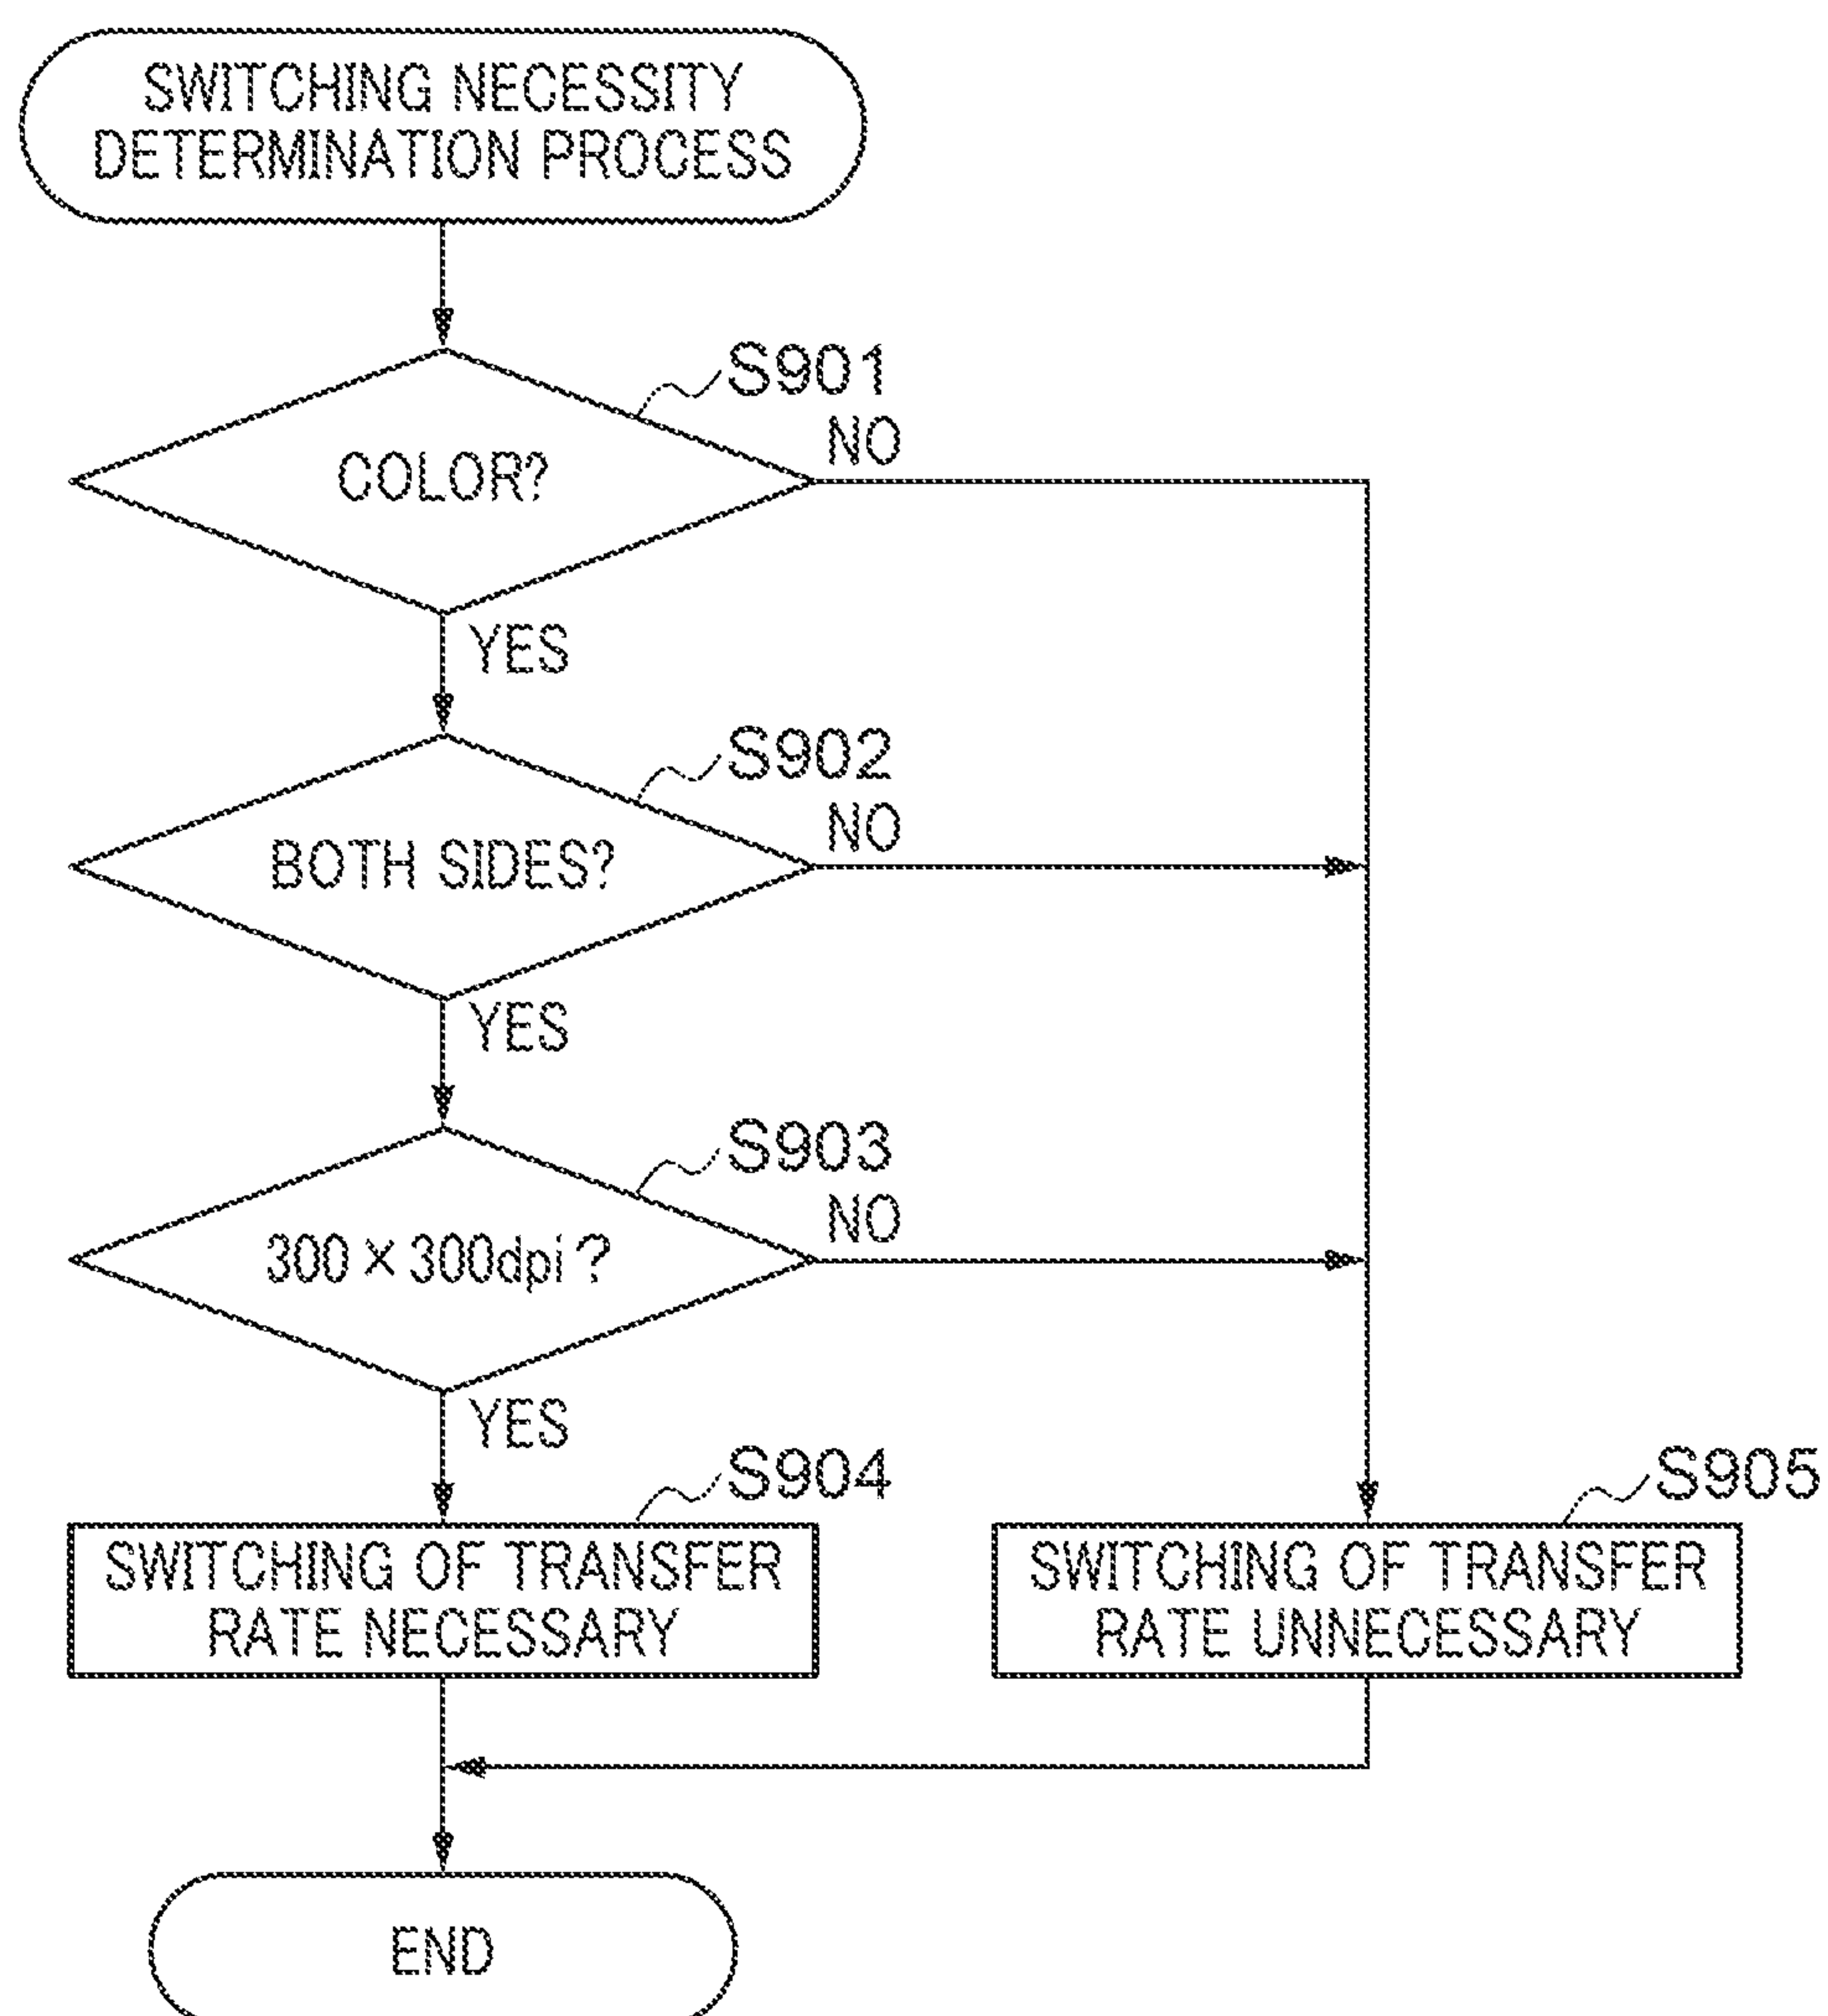 SWITCHING NECESSITY
DETERMINATION PROCESS
S901
NO
COLOR?
YES
S902
NO
BOTH SIDES?
YES
S903
NO
300×300dpi?
YES
S904
S905
SWITCHING OF TRANSFER
RATE NECESSARY
SWITCHING OF TRANSFER
RATE UNNECESSARY
END